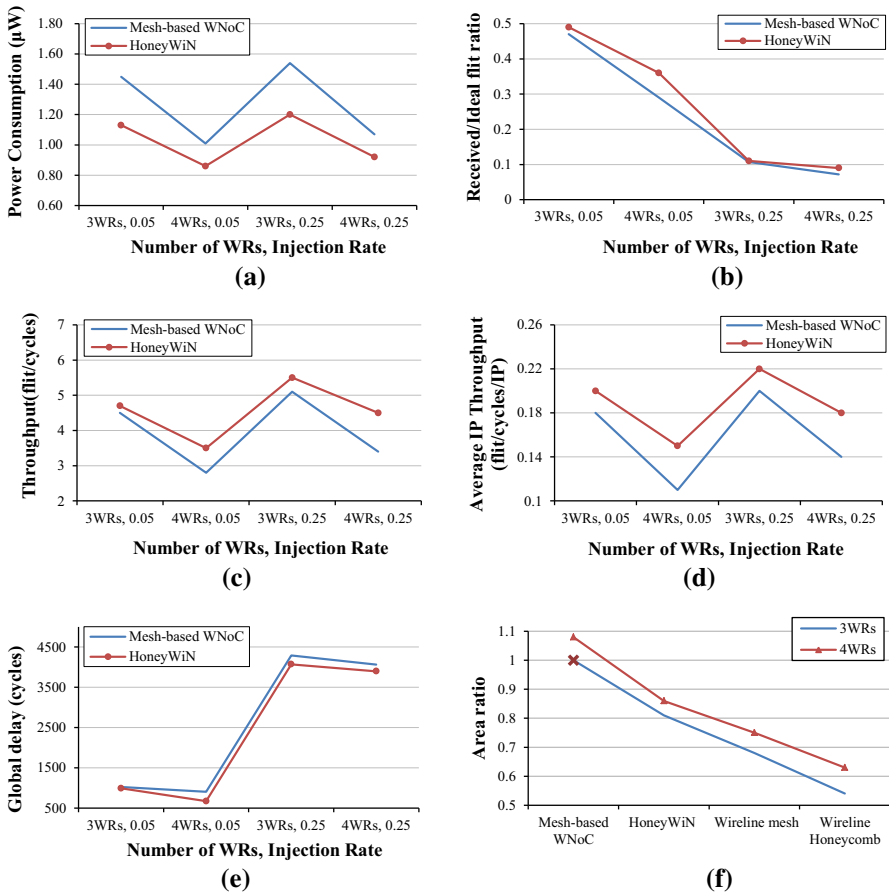 1.80
1.60
1.40
1.20
1.00
0.80
0.60
Power Consumption (µW)
Mesh-based WNoC
HoneyWiN
3WRs, 0.05
4WRs, 0.05
3WRs, 0.25
4WRs, 0.25
Number of WRs, Injection Rate
(a)
0.5
0.4
0.3
0.2
0.1
0
Received/Ideal flit ratio
Mesh-based WNoC
HoneyWiN
3WRs, 0.05
4WRs, 0.05
3WRs, 0.25
4WRs, 0.25
Number of WRs, Injection Rate
(b)
7
6
5
4
3
2
Throughput(flit/cycles)
Mesh-based WNoC
HoneyWiN
3WRs, 0.05
4WRs, 0.05
3WRs, 0.25
4WRs, 0.25
Number of WRs, Injection Rate
(c)
0.26
0.22
0.18
0.14
0.1
Average IP Throughput
(flit/cycles/IP)
Mesh-based WNoC
HoneyWiN
3WRs, 0.05
4WRs, 0.05
3WRs, 0.25
4WRs, 0.25
Number of WRs, Injection Rate
(d)
4500
3500
2500
1500
500
Global delay (cycles)
Mesh-based WNoC
HoneyWiN
3WRs, 0.05
4WRs, 0.05
3WRs, 0.25
4WRs, 0.25
Number of WRs, Injection Rate
(e)
1.1
1
0.9
0.8
0.7
0.6
0.5
Area ratio
3WRs
4WRs
Mesh-based
WNoC
HoneyWiN
Wireline mesh
Wireline
Honeycomb
(f)